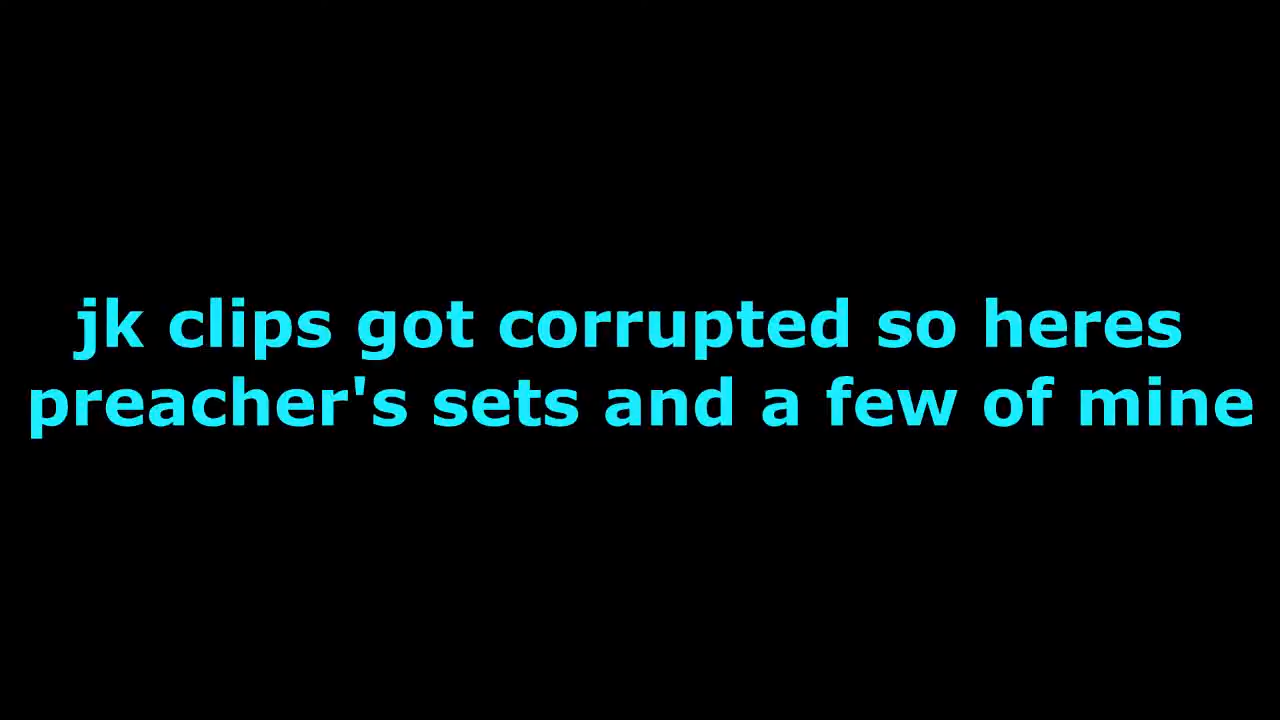 jk clips got corrupted so heres
preacher's sets and a few of mine